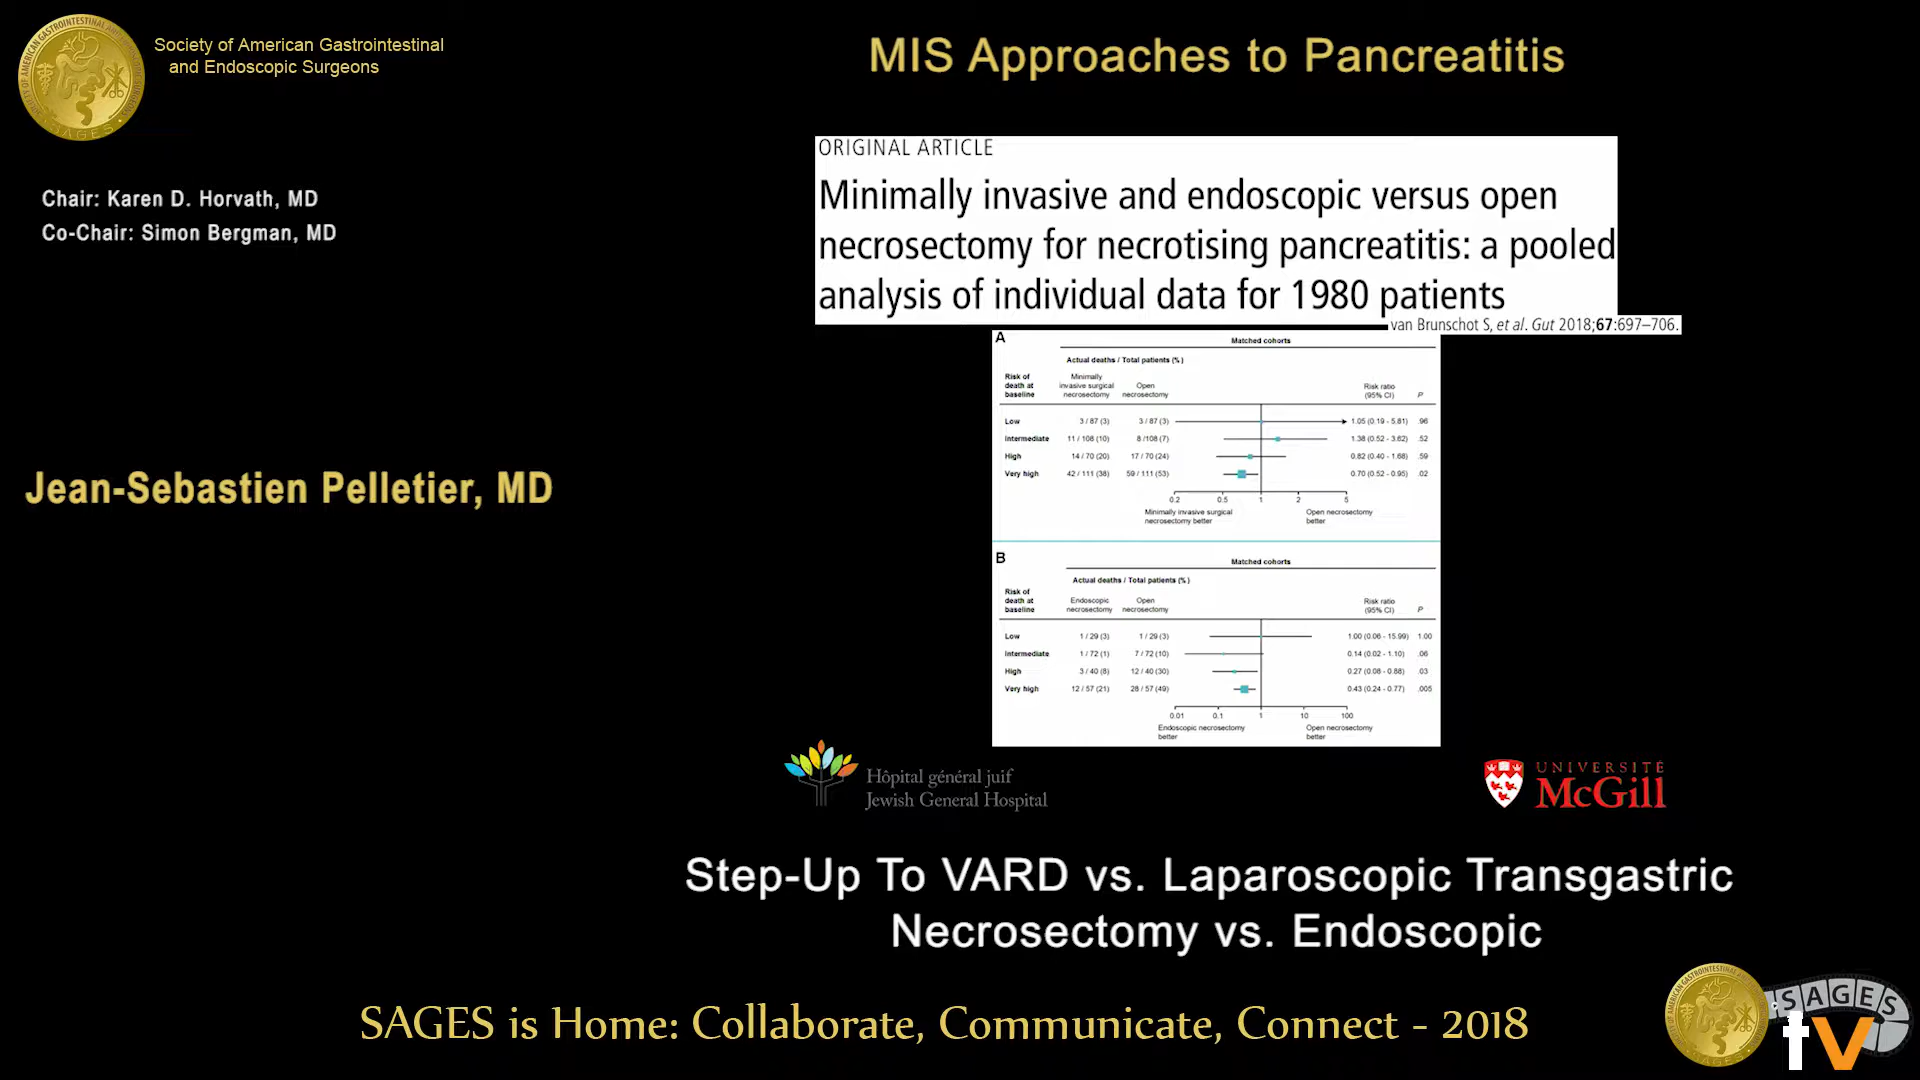 Society of American Gastrointestinal
and Endoscopic Surgeons
MIS Approaches to Pancreatitis
Chair: Karen D. Horvath, MD
Co-Chair: Simon Bergman, MD
Jean-Sebastien Pelletier, MD
ORIGINAL ARTICLE
Minimally invasive and endoscopic versus open
necrosectomy for necrotising pancreatitis: a pooled
analysis of individual data for 1980 patients
van Brunschot S, et al. Gut 2018;67:697–706.
A
Matched cohorts
Actual deaths / Total patients (%)
Risk of death at baseline
Minimally invasive surgical necrosectomy
Open necrosectomy
Risk ratio (95% CI)
P
Low 3 / 87 (3) 3 / 87 (3) 1.05 (0.19 - 5.81) .96
Intermediate 11 / 108 (10) 8 /108 (7) 1.38 (0.52 - 3.62) .52
High 14 / 70 (20) 17 / 70 (24) 0.82 (0.40 - 1.68) .59
Very high 42 / 111 (38) 59 / 111 (53) 0.70 (0.52 - 0.95) .02
0.2 0.5 1 2 5
Minimally invasive surgical necrosectomy better
Open necrosectomy better
B
Matched cohorts
Actual deaths / Total patients (%)
Risk of death at baseline
Endoscopic necrosectomy
Open necrosectomy
Risk ratio (95% CI)
P
Low 1 / 29 (3) 1 / 29 (3) 1.00 (0.06 - 15.99) 1.00
Intermediate 1 / 72 (1) 7 / 72 (10) 0.14 (0.02 - 1.10) .06
High 3 / 40 (8) 12 / 40 (30) 0.27 (0.08 - 0.88) .03
Very high 12 / 57 (21) 28 / 57 (49) 0.43 (0.24 - 0.77) .005
0.01 0.1 1 10 100
Endoscopic necrosectomy better
Open necrosectomy better
Hôpital général juif
Jewish General Hospital
UNIVERSITÉ
McGill
Step-Up To VARD vs. Laparoscopic Transgastric
Necrosectomy vs. Endoscopic
SAGES is Home: Collaborate, Communicate, Connect - 2018
SAGES
tv